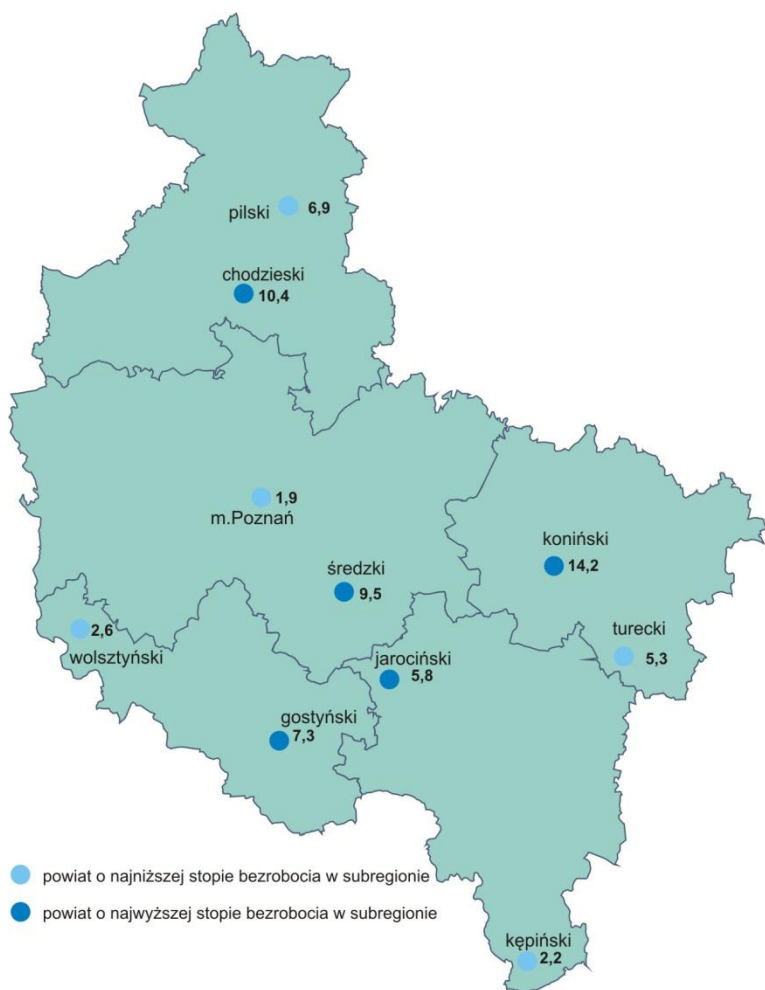 pilski
6,9
chodzieski
10,4
1,9
m.Poznań
koniński
14,2
średzki
9,5
2,6
wolsztyński
turecki
5,3
jarociński
5,8
gostyński
7,3
powiat o najniższej stopie bezrobocia w subregionie
powiat o najwyższej stopie bezrobocia w subregionie
kępiński
2,2